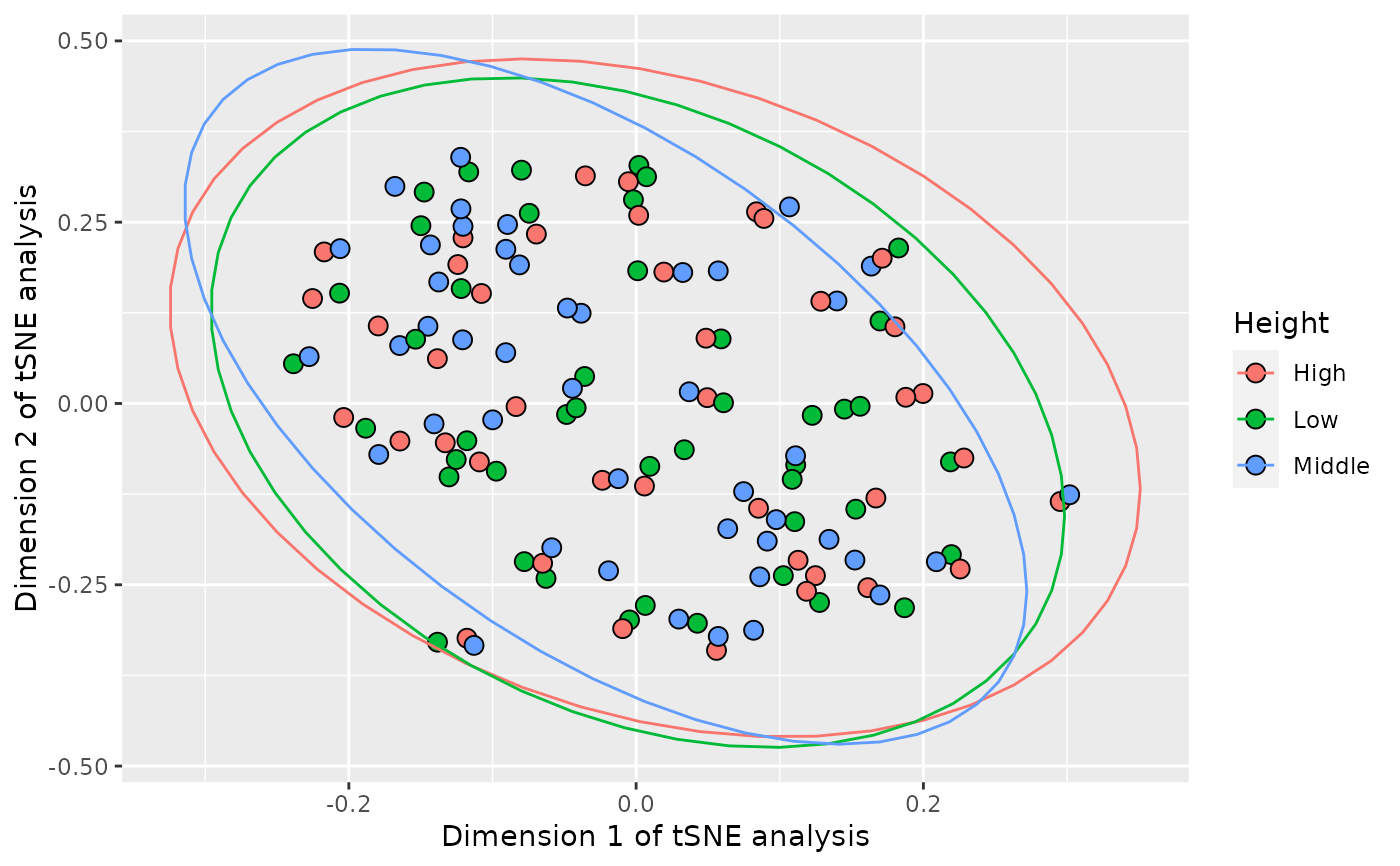 0.50
0.25
0.00
-0.25
-0.50
Dimension 2 of tSNE analysis
-0.2
0.0
0.2
Dimension 1 of tSNE analysis
Height
High
Low
Middle